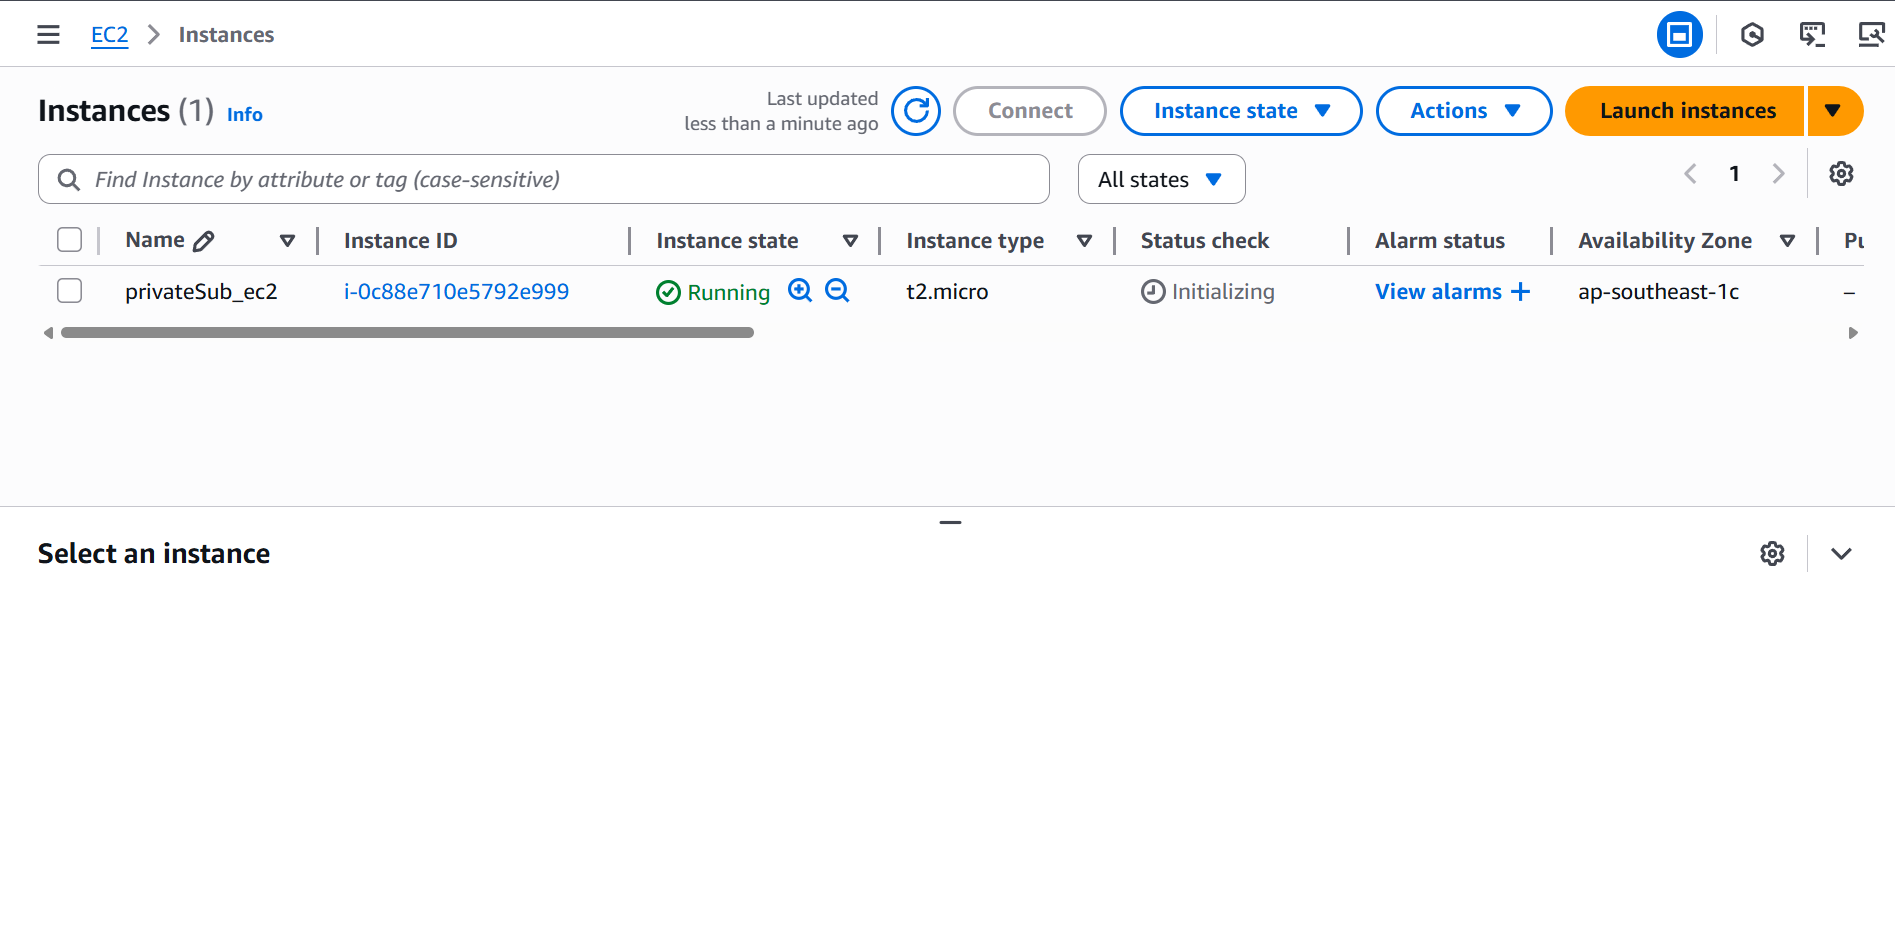 EC2 > Instances
Instances (1) Info
Last updated
less than a minute ago
Connect
Instance state
Actions
Launch instances
Find Instance by attribute or tag (case-sensitive)
All states
1
Name
Instance ID
Instance state
Instance type
Status check
Alarm status
Availability Zone
Pu
privateSub_ec2
i-0c88e710e5792e999
Running
t2.micro
Initializing
View alarms +
ap-southeast-1c
–
Select an instance